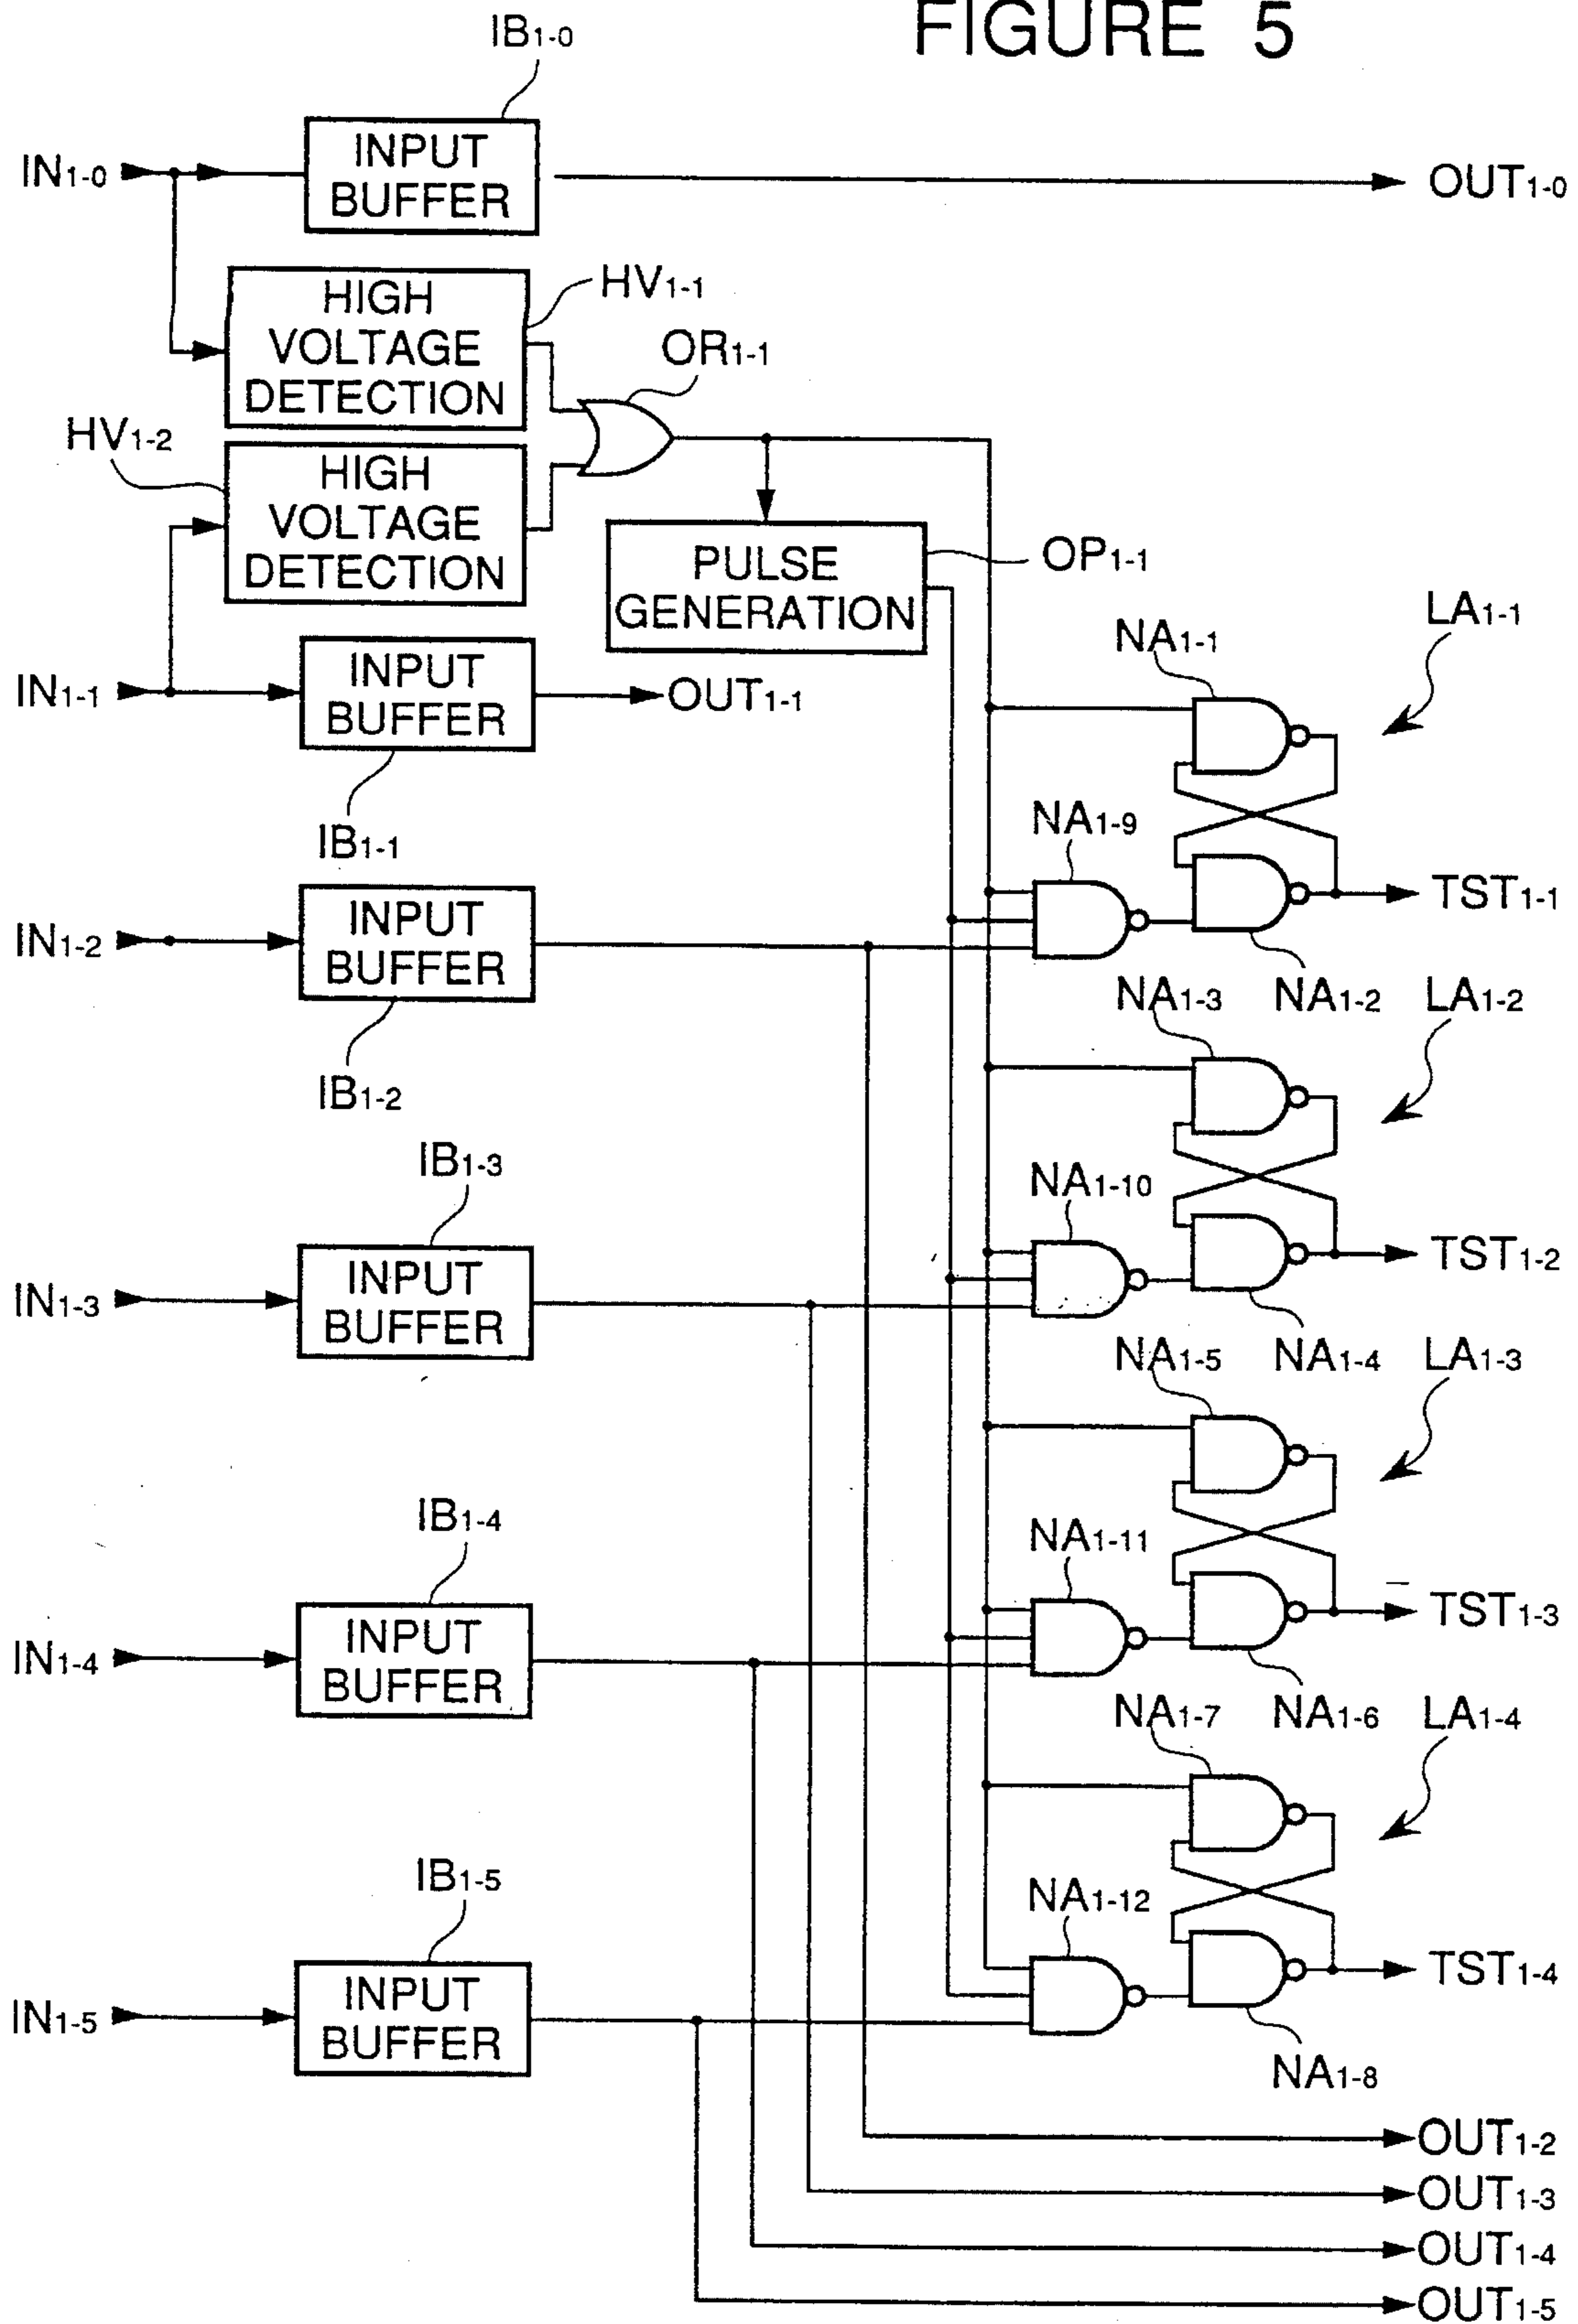 FIGURE 5
IB1-0
IN1-0
INPUT
BUFFER
OUT1-0
HIGH
VOLTAGE
DETECTION
HV1-1
OR1-1
HV1-2
HIGH
VOLTAGE
DETECTION
PULSE
GENERATION
OP1-1
IN1-1
INPUT
BUFFER
OUT1-1
IB1-1
NA1-1
LA1-1
NA1-9
IN1-2
INPUT
BUFFER
TST1-1
IB1-2
NA1-3
NA1-2
LA1-2
IB1-3
NA1-10
IN1-3
INPUT
BUFFER
TST1-2
NA1-5
NA1-4
LA1-3
IB1-4
NA1-11
IN1-4
INPUT
BUFFER
TST1-3
NA1-7
NA1-6
LA1-4
IB1-5
NA1-12
IN1-5
INPUT
BUFFER
TST1-4
NA1-8
OUT1-2
OUT1-3
OUT1-4
OUT1-5